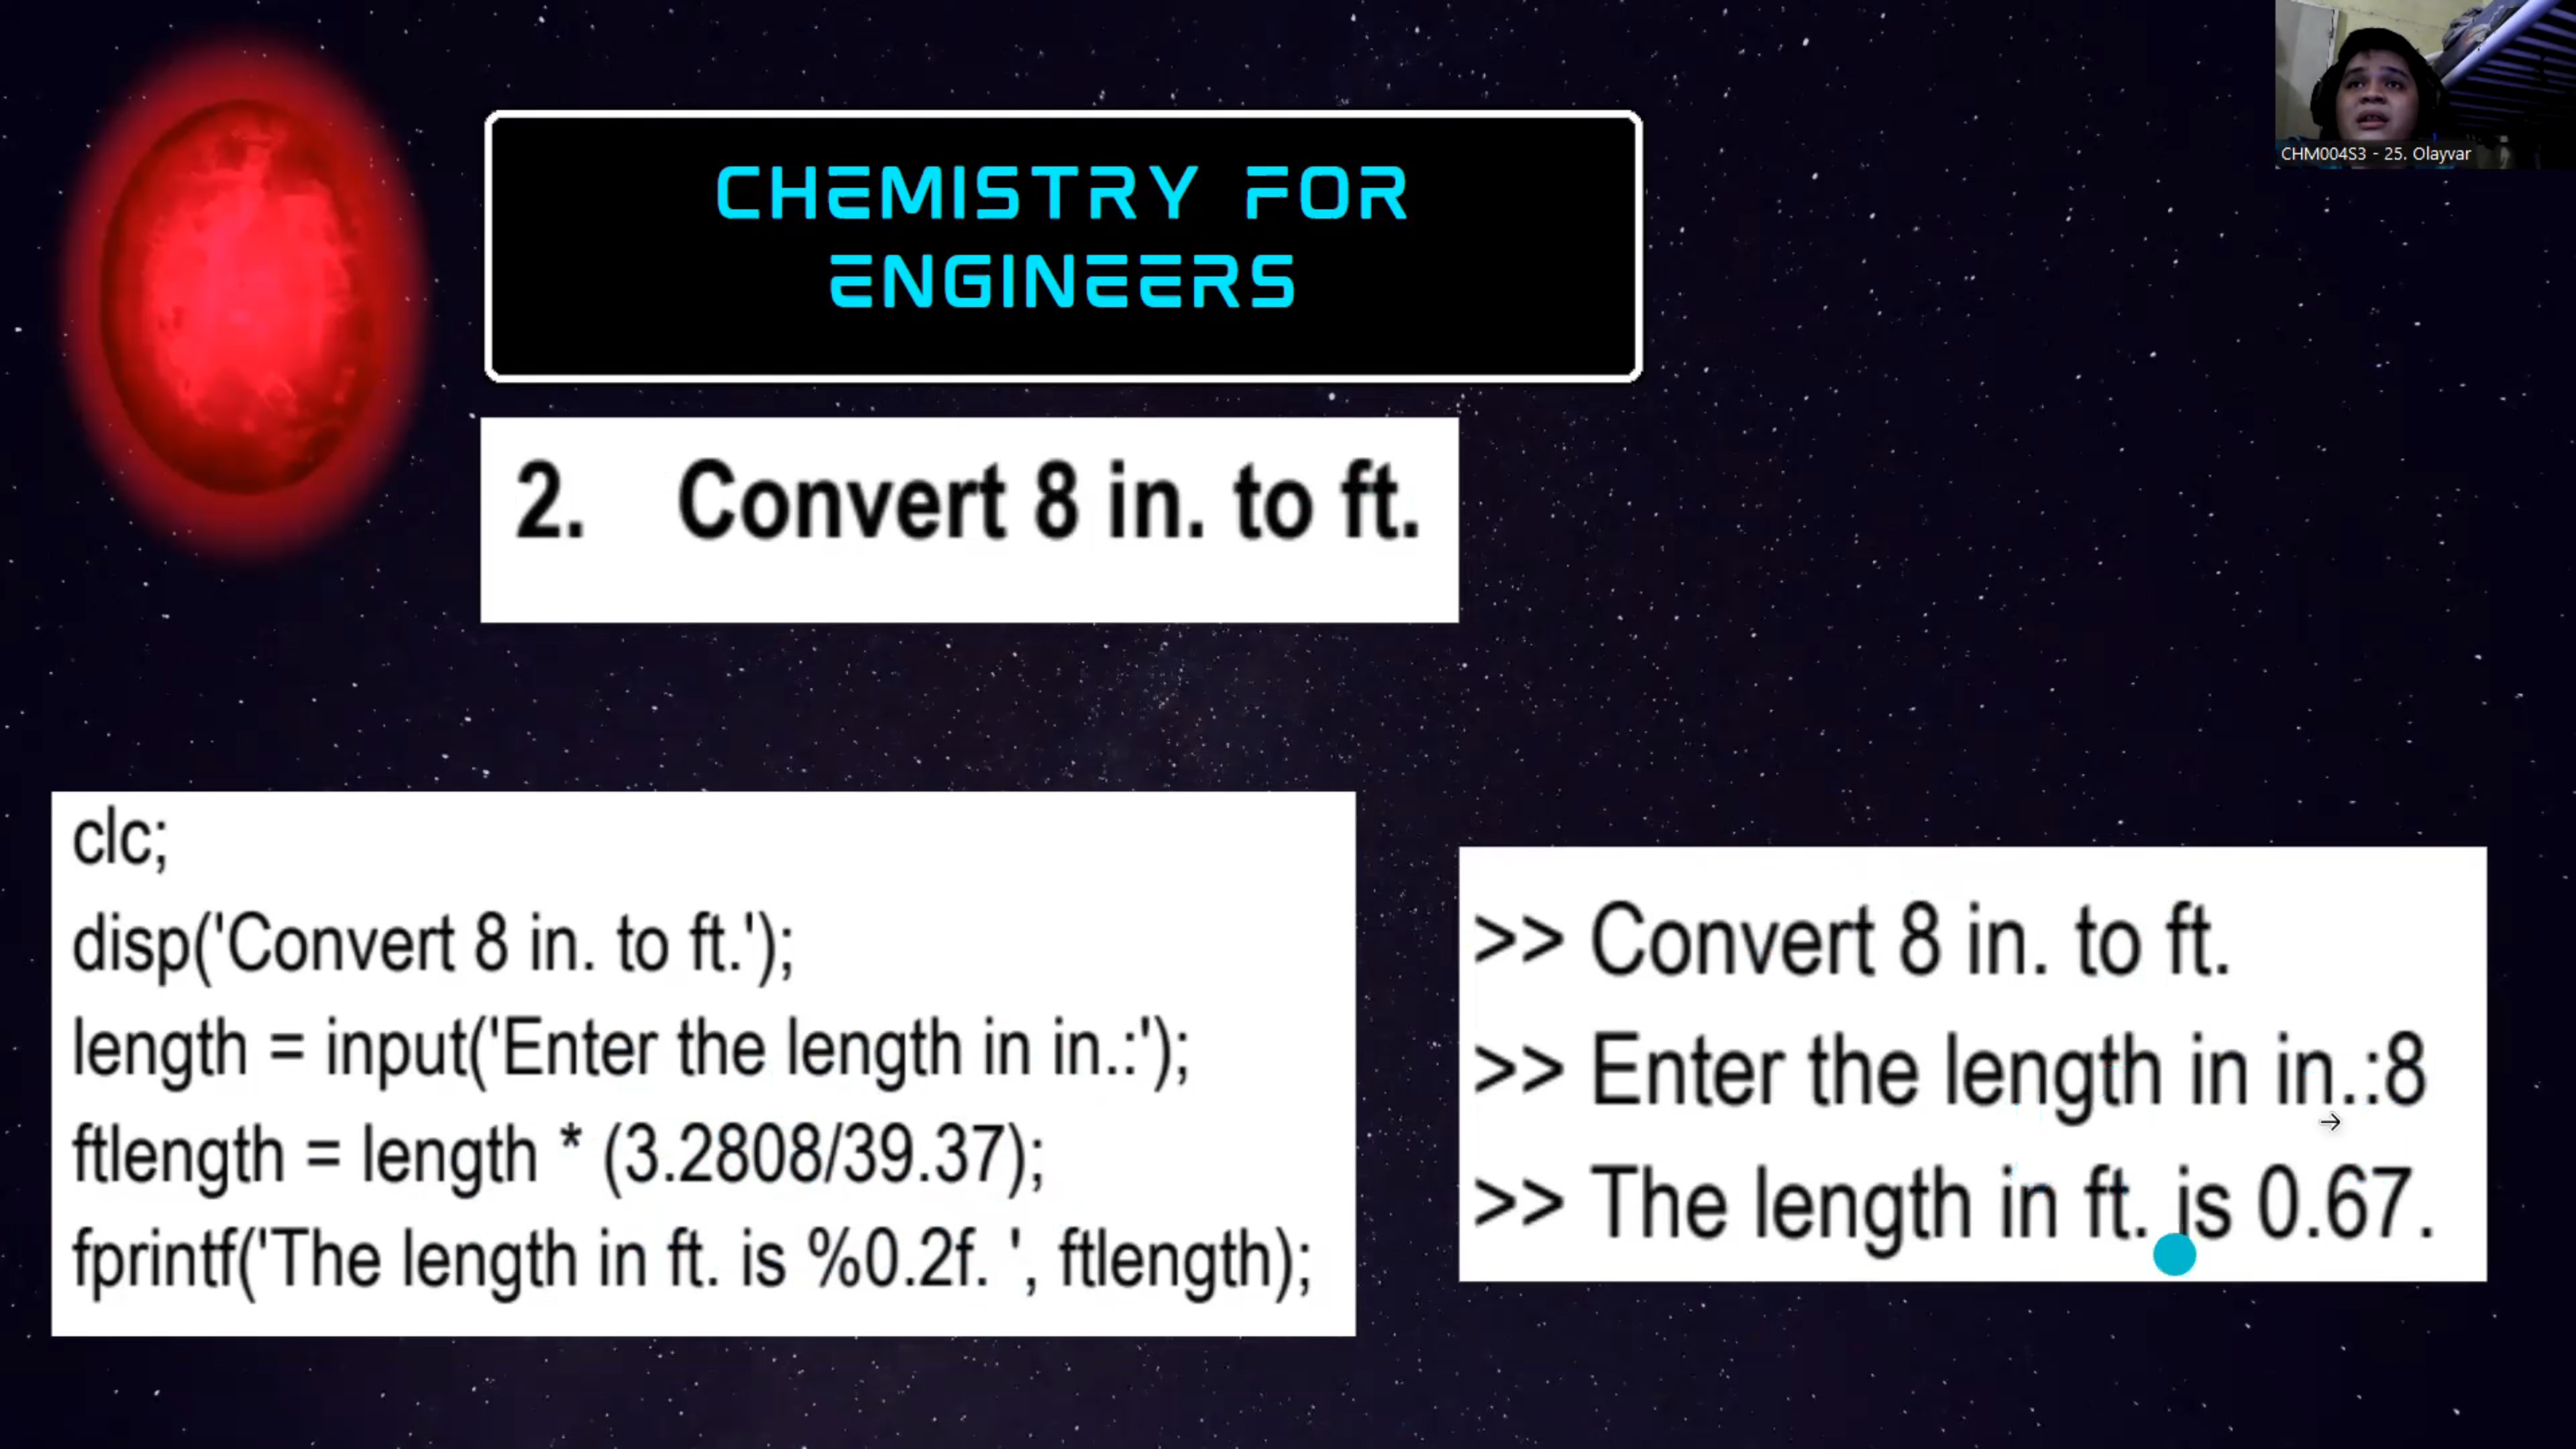 CHM004S3 - 25. Olayvar
CHEMISTRY FOR
ENGINEERS
2. Convert 8 in. to ft.
clc;
disp('Convert 8 in. to ft.');
length = input('Enter the length in in.:');
ftlength = length * (3.2808/39.37);
fprintf('The length in ft. is %0.2f. ', ftlength);
>> Convert 8 in. to ft.
>> Enter the length in in.:8
>> The length in ft. is 0.67.